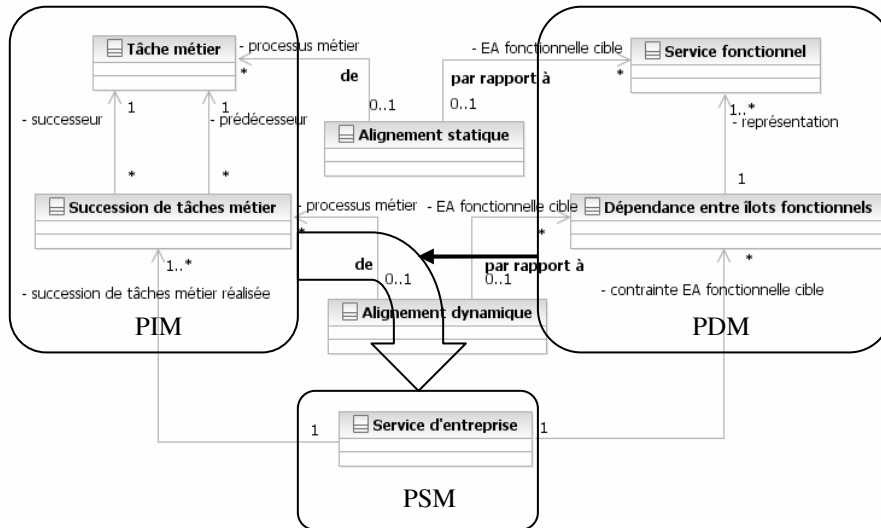 Tâche métier
- processus métier
- EA fonctionnelle cible
Service fonctionnel
*
de
par rapport à
*
1
1
0..1
0..1
1..*
- successeur
- prédécesseur
Alignement statique
- représentation
*
*
1
Succession de tâches métier
- processus métier
- EA fonctionnelle cible
Dépendance entre îlots fonctionnels
*
*
1..*
de
par rapport à
*
0..1
0..1
- succession de tâches métier réalisée
- contrainte EA fonctionnelle cible
Alignement dynamique
PIM
PDM
1
Service d'entreprise
1
PSM